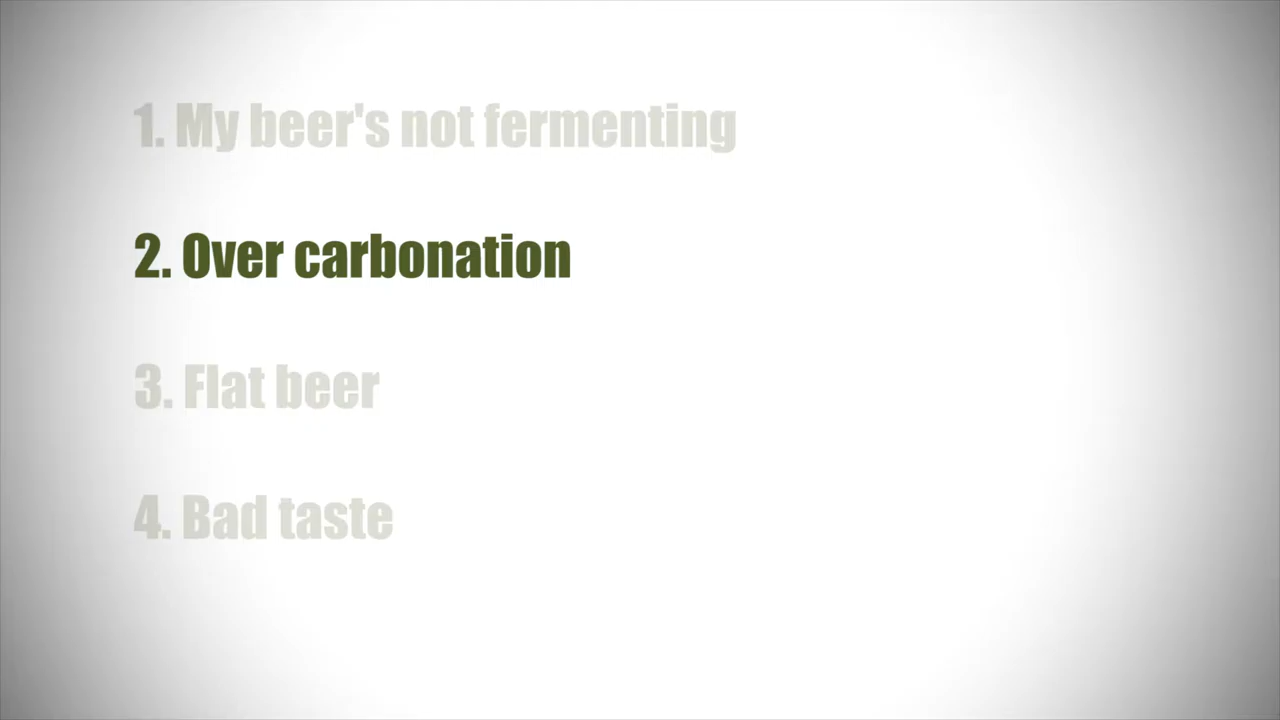 1. My beer's not fermenting
2. Over carbonation
3. Flat beer
4. Bad taste